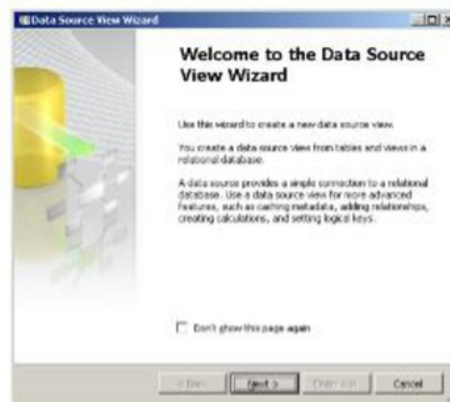 Data Source View Wizard
Welcome to the Data Source
View Wizard
Use this wizard to create a new data source view.
You create a data source view from tables and views in a
relational database.
A data source provides a simple connection to a relational
database. Use a data source view for more advanced
features, such as caching metadata, adding relationships,
creating calculations, and setting logical keys.
Don't show this page again
< Back
Next >
Cancel